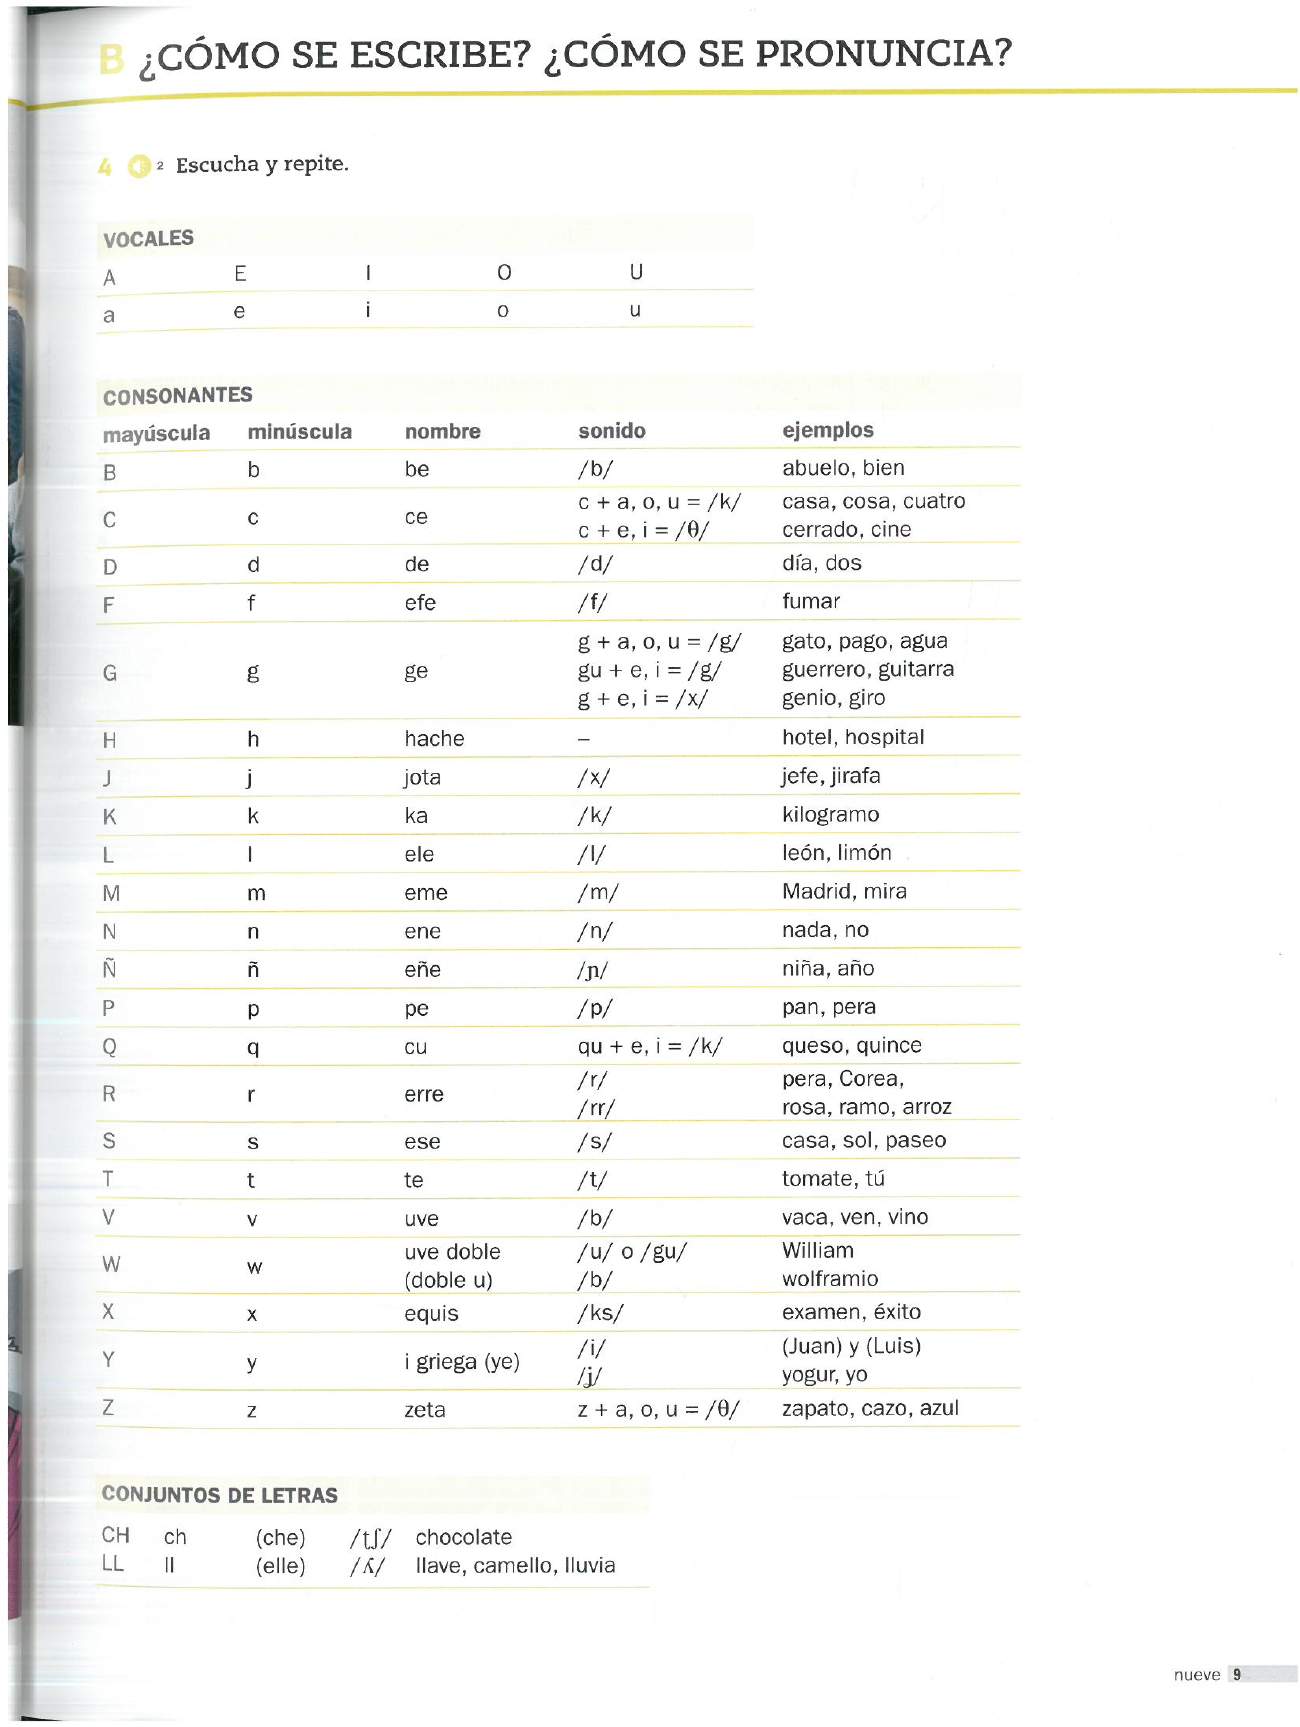 B ¿CÓMO SE ESCRIBE? ¿CÓMO SE PRONUNCIA?
4 2 Escucha y repite.
VOCALES
A E I O U
a e i o u
CONSONANTES
mayúscula minúscula nombre sonido ejemplos
B b be /b/ abuelo, bien
C c ce c + a, o, u = /k/ casa, cosa, cuatro
c + e, i = /θ/ cerrado, cine
D d de /d/ día, dos
F f efe /f/ fumar
G g ge g + a, o, u = /g/ gato, pago, agua
gu + e, i = /g/ guerrero, guitarra
g + e, i = /x/ genio, giro
H h hache – hotel, hospital
J j jota /x/ jefe, jirafa
K k ka /k/ kilogramo
L l ele /l/ león, limón
M m eme /m/ Madrid, mira
N n ene /n/ nada, no
Ñ ñ eñe /ɲ/ niña, año
P p pe /p/ pan, pera
Q q cu qu + e, i = /k/ queso, quince
R r erre /r/ pera, Corea,
/rr/ rosa, ramo, arroz
S s ese /s/ casa, sol, paseo
T t te /t/ tomate, tú
V v uve /b/ vaca, ven, vino
W w uve doble /u/ o /gu/ William
(doble u) /b/ wolframio
X x equis /ks/ examen, éxito
Y y i griega (ye) /i/ (Juan) y (Luis)
/j/ yogur, yo
Z z zeta z + a, o, u = /θ/ zapato, cazo, azul
CONJUNTOS DE LETRAS
CH ch (che) /tʃ/ chocolate
LL ll (elle) /ʎ/ llave, camello, lluvia
nueve 9